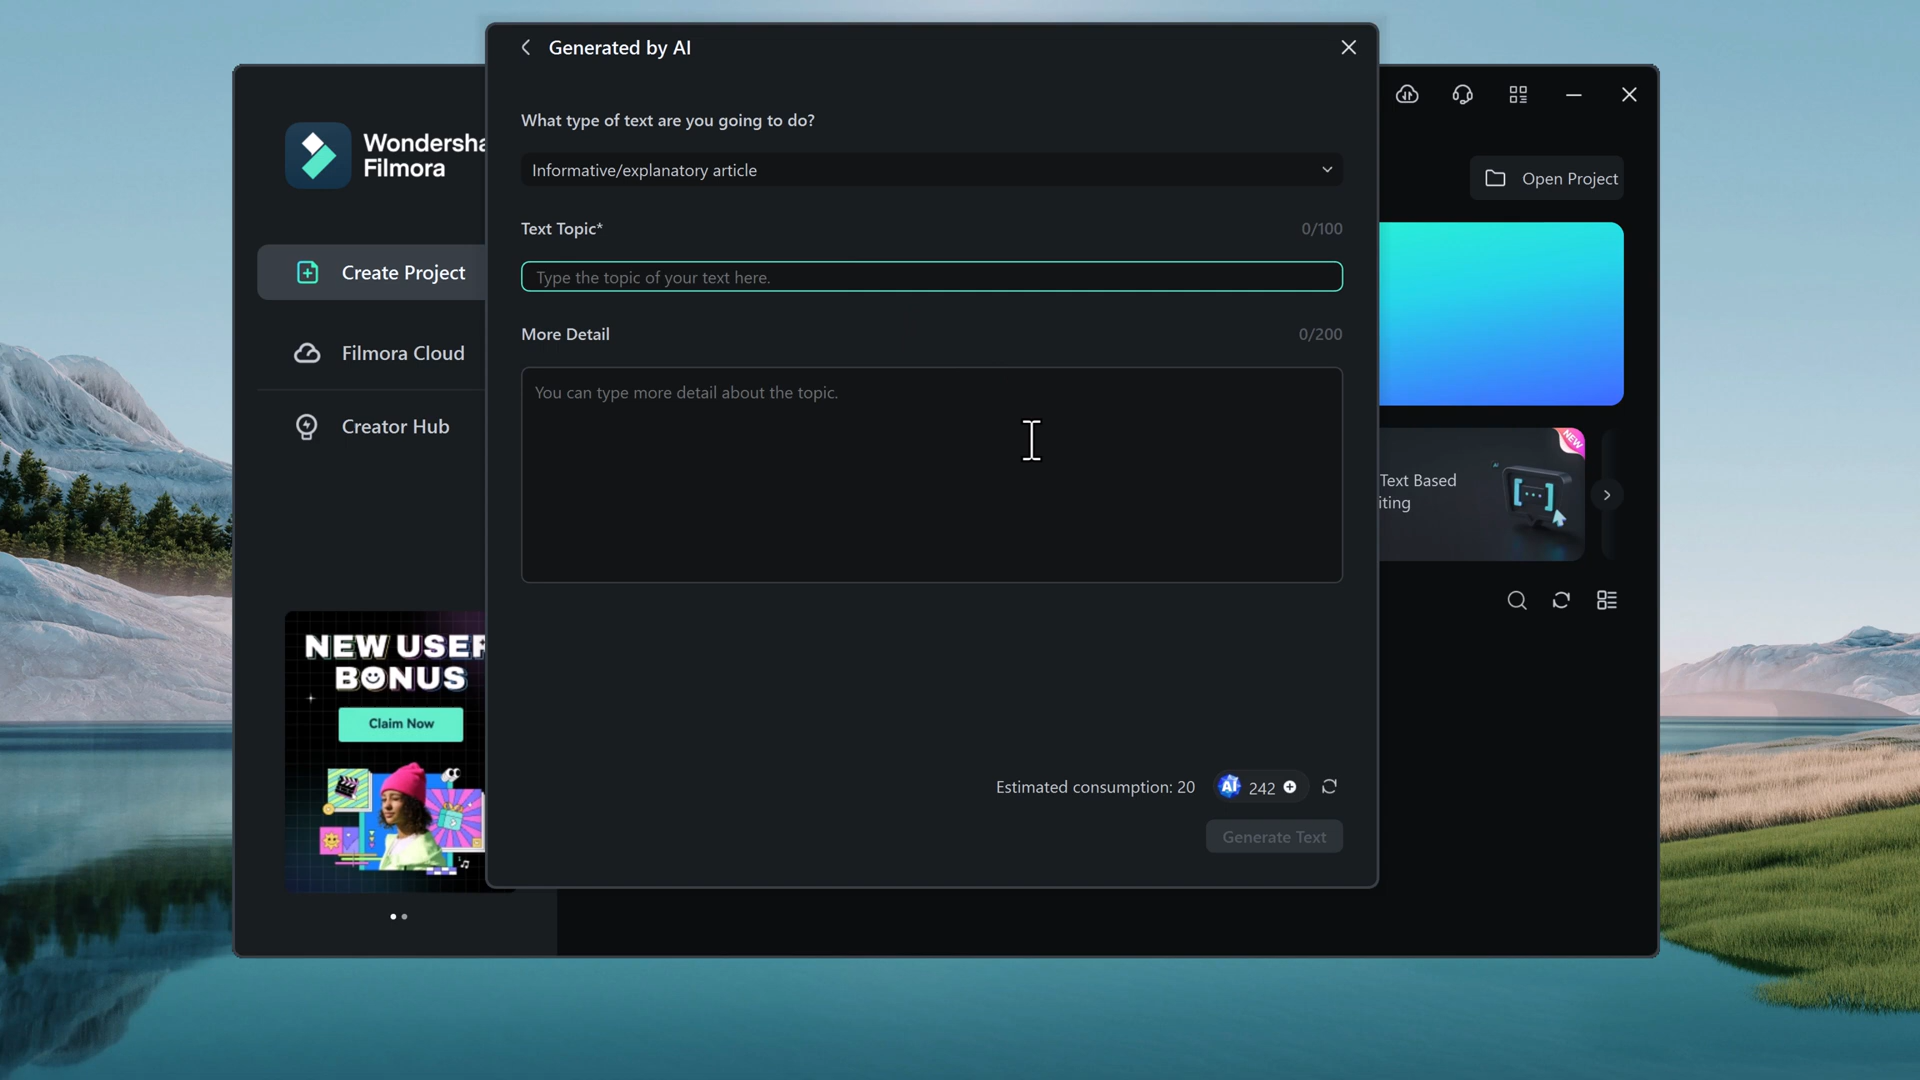 Generated by AI
What type of text are you going to do?
Informative/explanatory article
Text Topic* 0/100
Type the topic of your text here.
More Detail 0/200
You can type more detail about the topic.
Estimated consumption: 20 AI 242
Generate Text
Filmora
Create Project
Filmora Cloud
Creator Hub
NEW USER
BONUS
Claim Now
Open Project
NEW
Text Based